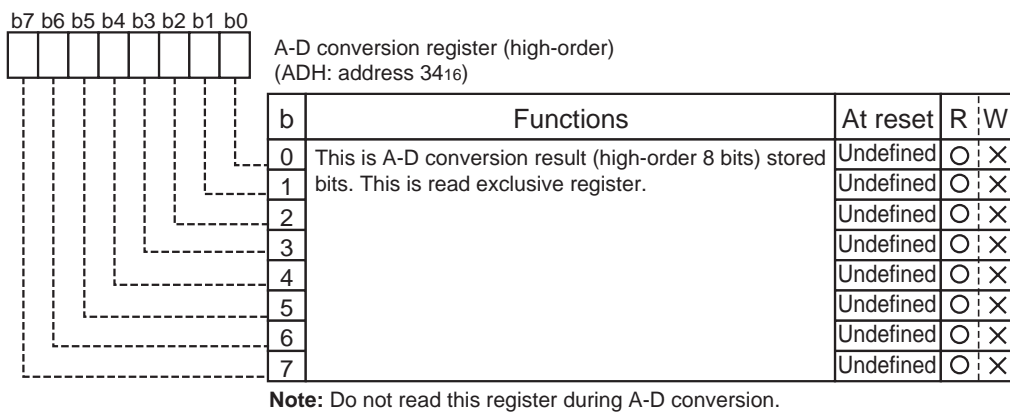 b7 b6 b5 b4 b3 b2 b1 b0
A-D conversion register (high-order)
(ADH: address 3416)
b Functions At reset R W
0 This is A-D conversion result (high-order 8 bits) stored Undefined O ×
1 bits. This is read exclusive register. Undefined O ×
2 Undefined O ×
3 Undefined O ×
4 Undefined O ×
5 Undefined O ×
6 Undefined O ×
7 Undefined O ×
Note: Do not read this register during A-D conversion.